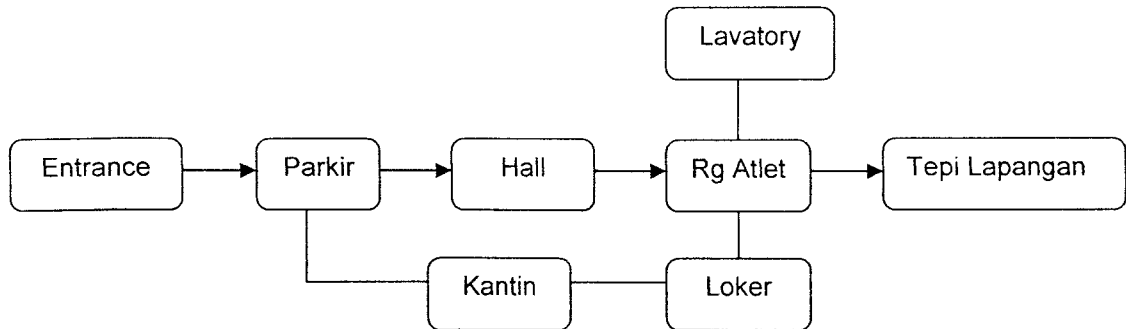 Lavatory
Entrance
Parkir
Hall
Rg Atlet
Tepi Lapangan
Kantin
Loker